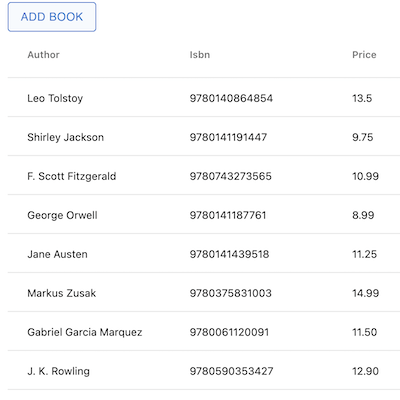 ADD BOOK
Author Isbn Price
Leo Tolstoy 9780140864854 13.5
Shirley Jackson 9780141191447 9.75
F. Scott Fitzgerald 9780743273565 10.99
George Orwell 9780141187761 8.99
Jane Austen 9780141439518 11.25
Markus Zusak 9780375831003 14.99
Gabriel Garcia Marquez 9780061120091 11.50
J. K. Rowling 9780590353427 12.90